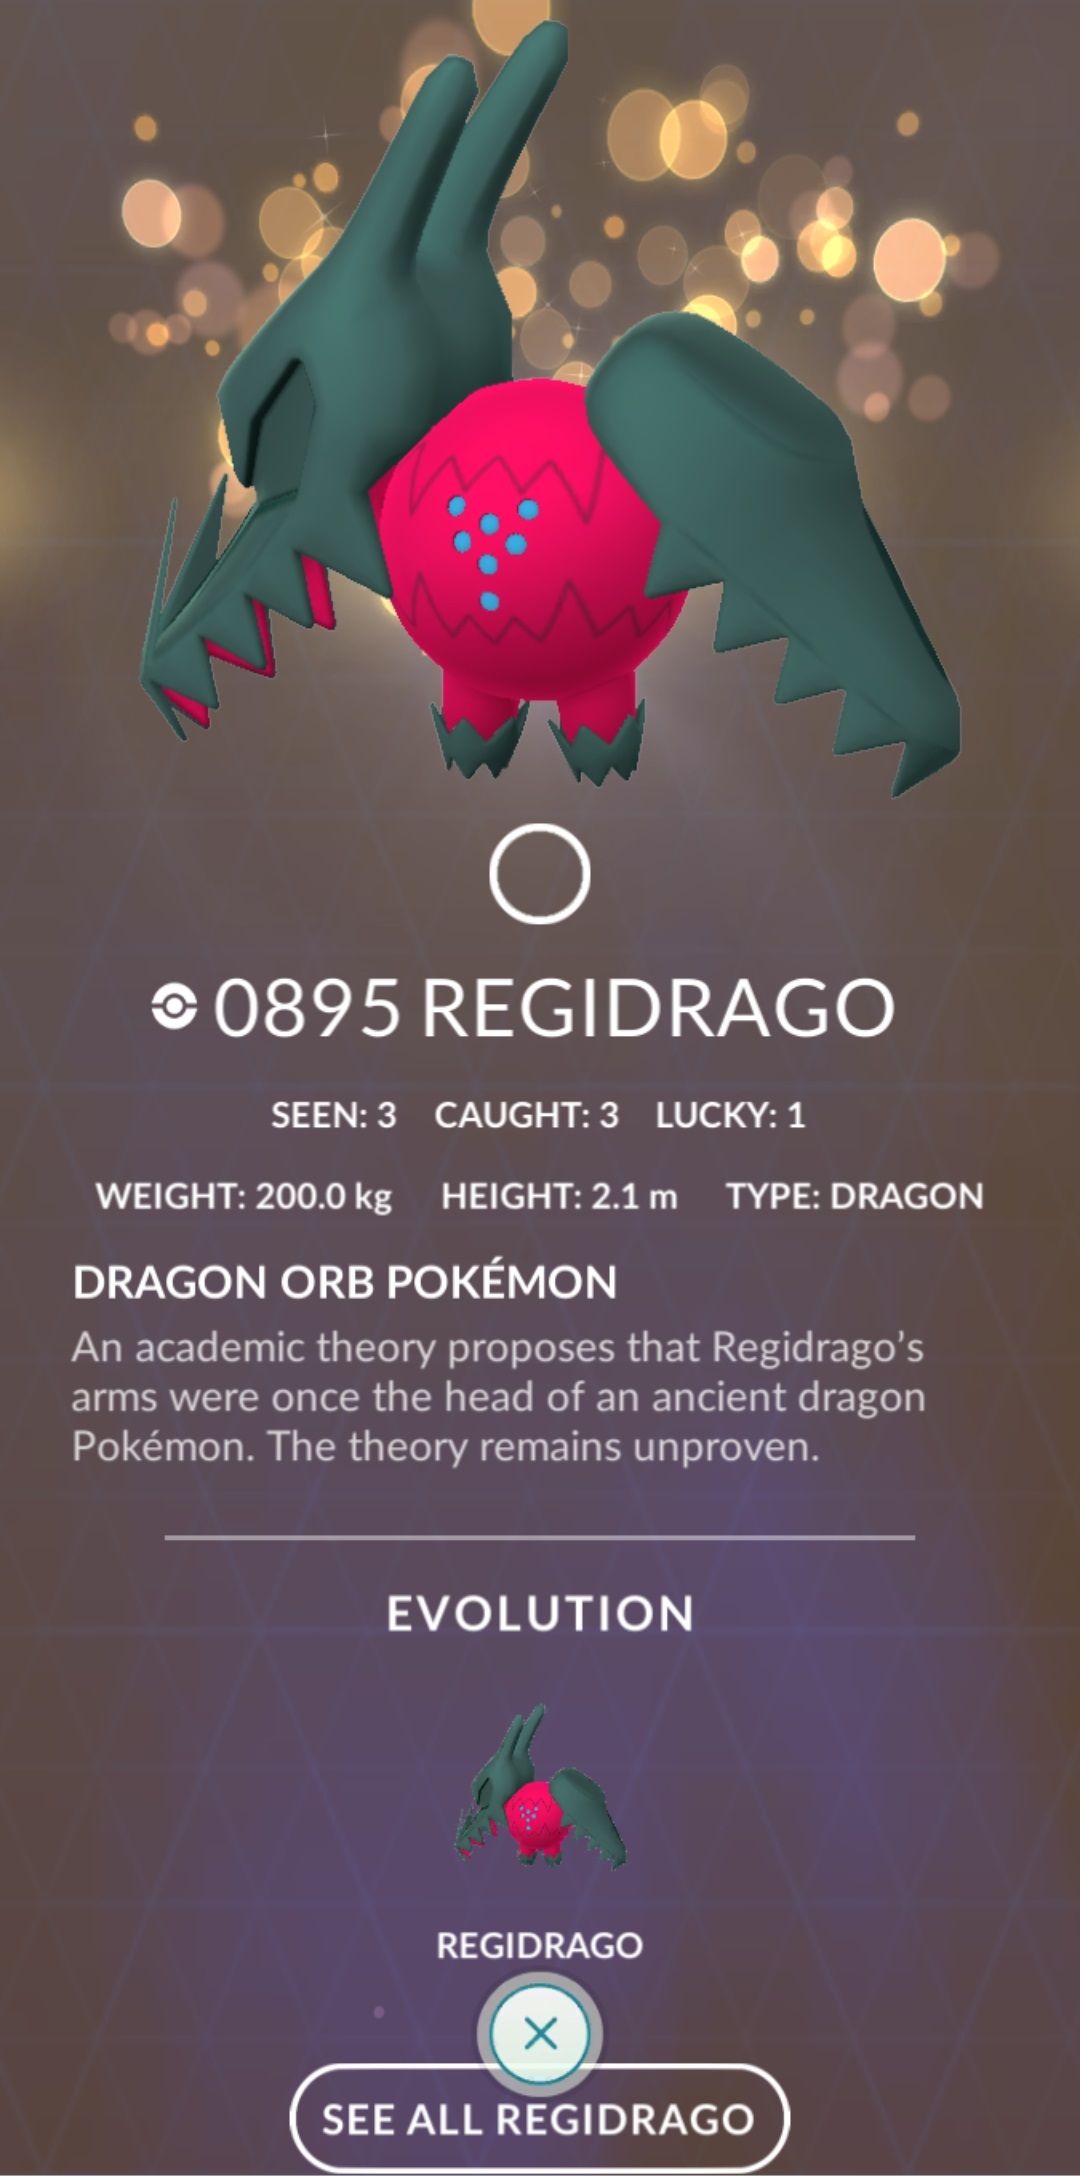 0895 REGIDRAGO
SEEN: 3 CAUGHT: 3 LUCKY: 1
WEIGHT: 200.0 kg HEIGHT: 2.1 m TYPE: DRAGON
DRAGON ORB POKÉMON
An academic theory proposes that Regidrago’s
arms were once the head of an ancient dragon
Pokémon. The theory remains unproven.
EVOLUTION
REGIDRAGO
SEE ALL REGIDRAGO